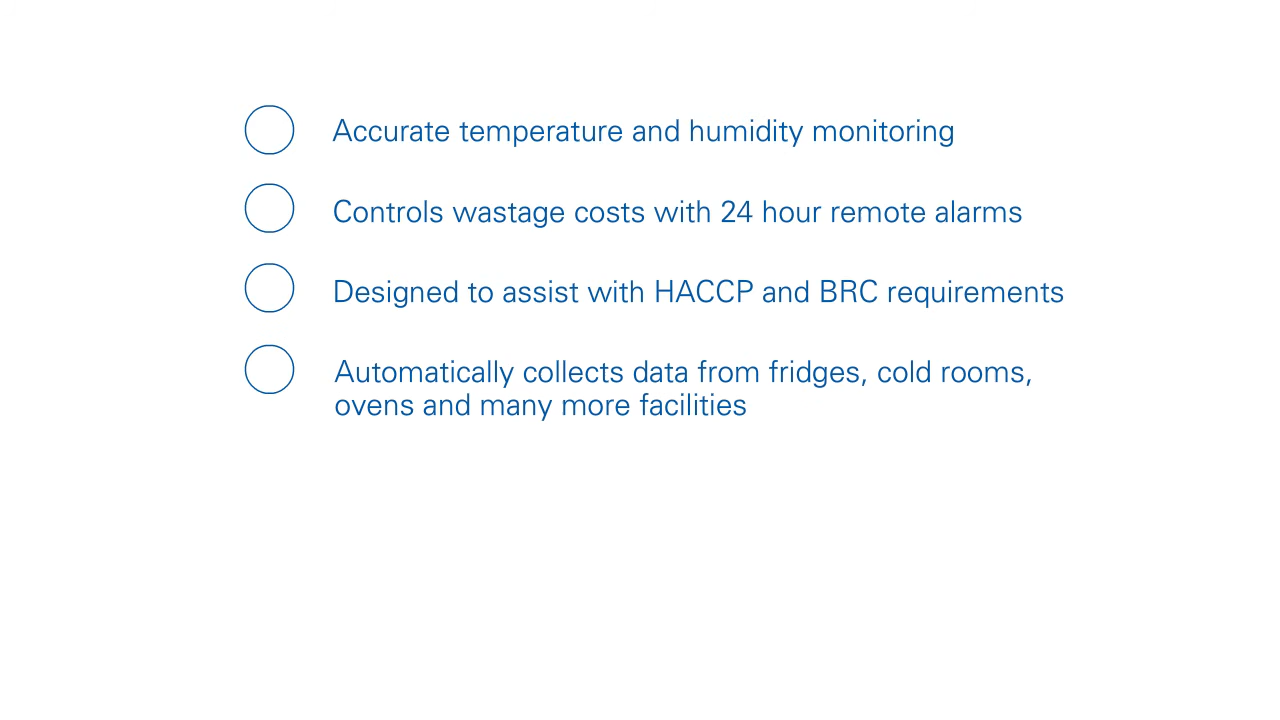 Accurate temperature and humidity monitoring
Controls wastage costs with 24 hour remote alarms
Designed to assist with HACCP and BRC requirements
Automatically collects data from fridges, cold rooms,
ovens and many more facilities